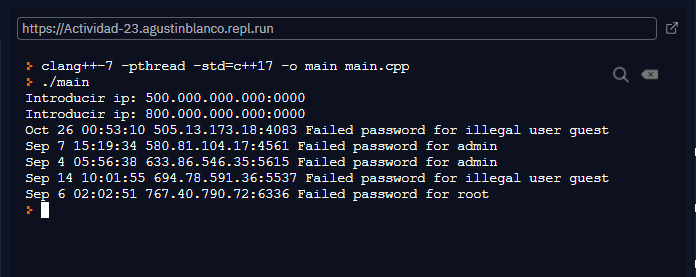 https://Actividad-23.agustinblanco.repl.run
> clang++-7 -pthread -std=c++17 -o main main.cpp
> ./main
Introducir ip: 500.000.000.000:0000
Introducir ip: 800.000.000.000:0000
Oct 26 00:53:10 505.13.173.18:4083 Failed password for illegal user guest
Sep 7 15:19:34 580.81.104.17:4561 Failed password for admin
Sep 4 05:56:38 633.86.546.35:5615 Failed password for admin
Sep 14 10:01:55 694.78.591.36:5537 Failed password for illegal user guest
Sep 6 02:02:51 767.40.790.72:6336 Failed password for root
>